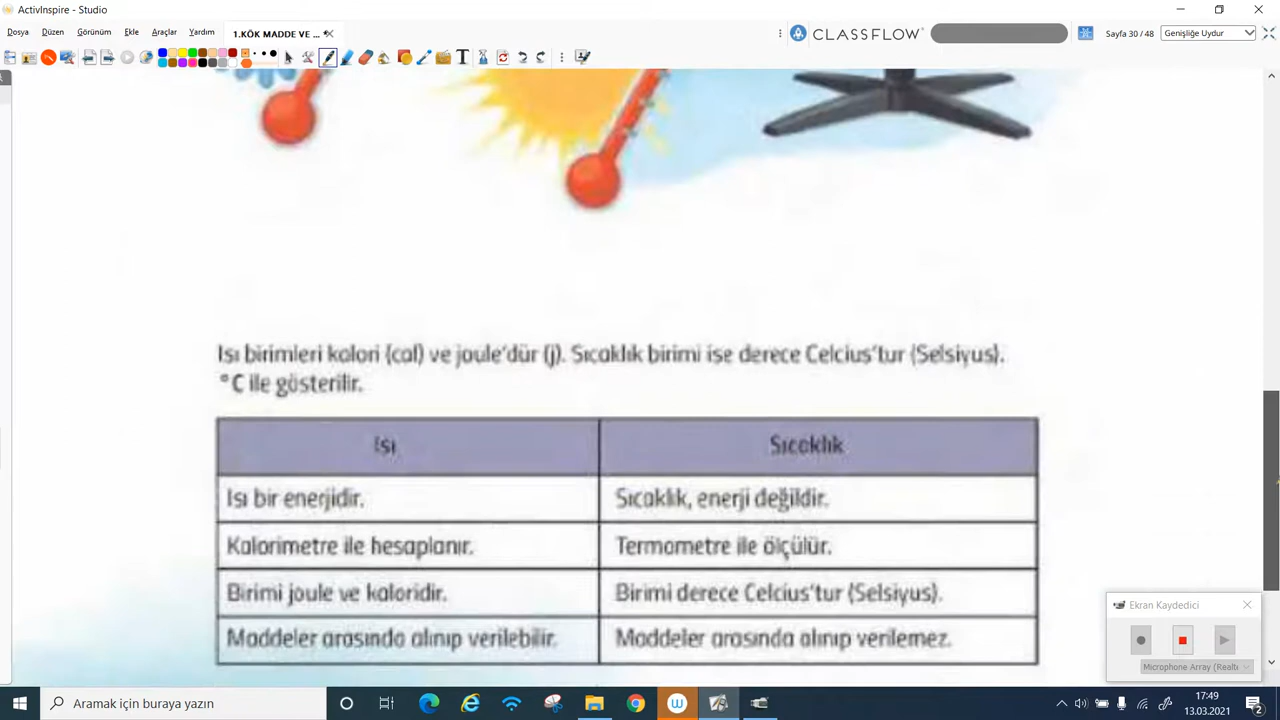 ActivInspire - Studio
Dosya Düzen Görünüm Ekle Araçlar Yardım
1.KÖK MADDE VE ...
CLASSFLOW
Sayfa 30 / 48
Genişliğe Uydur
Isı birimleri kalori (cal) ve joule'dür (j). Sıcaklık birimi ise derece Celcius'tur (Selsiyus).
°C ile gösterilir.
Isı Sıcaklık
Isı bir enerjidir. Sıcaklık, enerji değildir.
Kalorimetre ile hesaplanır. Termometre ile ölçülür.
Birimi joule ve kaloridir. Birimi derece Celcius'tur (Selsiyus).
Maddeler arasında alınıp verilebilir. Maddeler arasında alınıp verilemez.
Ekran Kaydedici
Microphone Array (Realte
Aramak için buraya yazın
17:49
13.03.2021
2